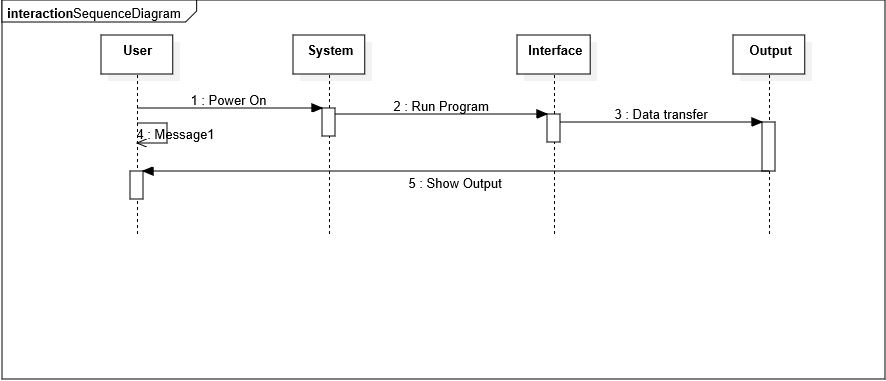 interactionSequenceDiagram
User
System
Interface
Output
1 : Power On
2 : Run Program
3 : Data transfer
4 : Message1
5 : Show Output